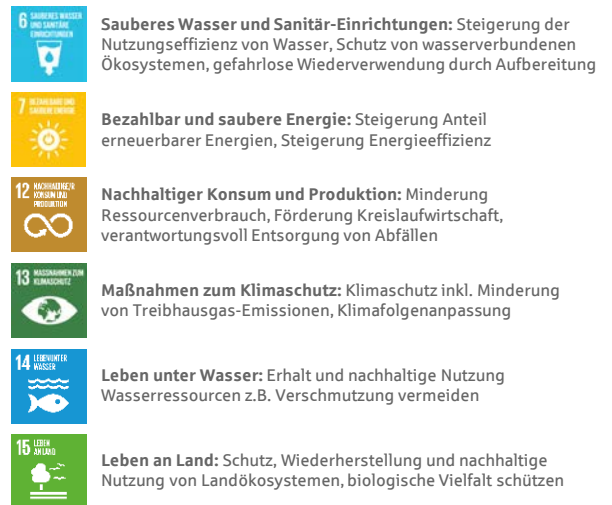 6 SAUBERES WASSER
UND SANITÄR-
EINRICHTUNGEN
Sauberes Wasser und Sanitär-Einrichtungen: Steigerung der
Nutzungseffizienz von Wasser, Schutz von wasserverbundenen
Ökosystemen, gefahrlose Wiederverwendung durch Aufbereitung
7 BEZAHLBARE UND
SAUBERE ENERGIE
Bezahlbar und saubere Energie: Steigerung Anteil
erneuerbarer Energien, Steigerung Energieeffizienz
12 NACHHALTIGE/R
KONSUM UND
PRODUKTION
Nachhaltiger Konsum und Produktion: Minderung
Ressourcenverbrauch, Förderung Kreislaufwirtschaft,
verantwortungsvoll Entsorgung von Abfällen
13 MASSNAHMEN ZUM
KLIMASCHUTZ
Maßnahmen zum Klimaschutz: Klimaschutz inkl. Minderung
von Treibhausgas-Emissionen, Klimafolgenanpassung
14 LEBEN UNTER
WASSER
Leben unter Wasser: Erhalt und nachhaltige Nutzung
Wasserressourcen z.B. Verschmutzung vermeiden
15 LEBEN
AN LAND
Leben an Land: Schutz, Wiederherstellung und nachhaltige
Nutzung von Landökosystemen, biologische Vielfalt schützen